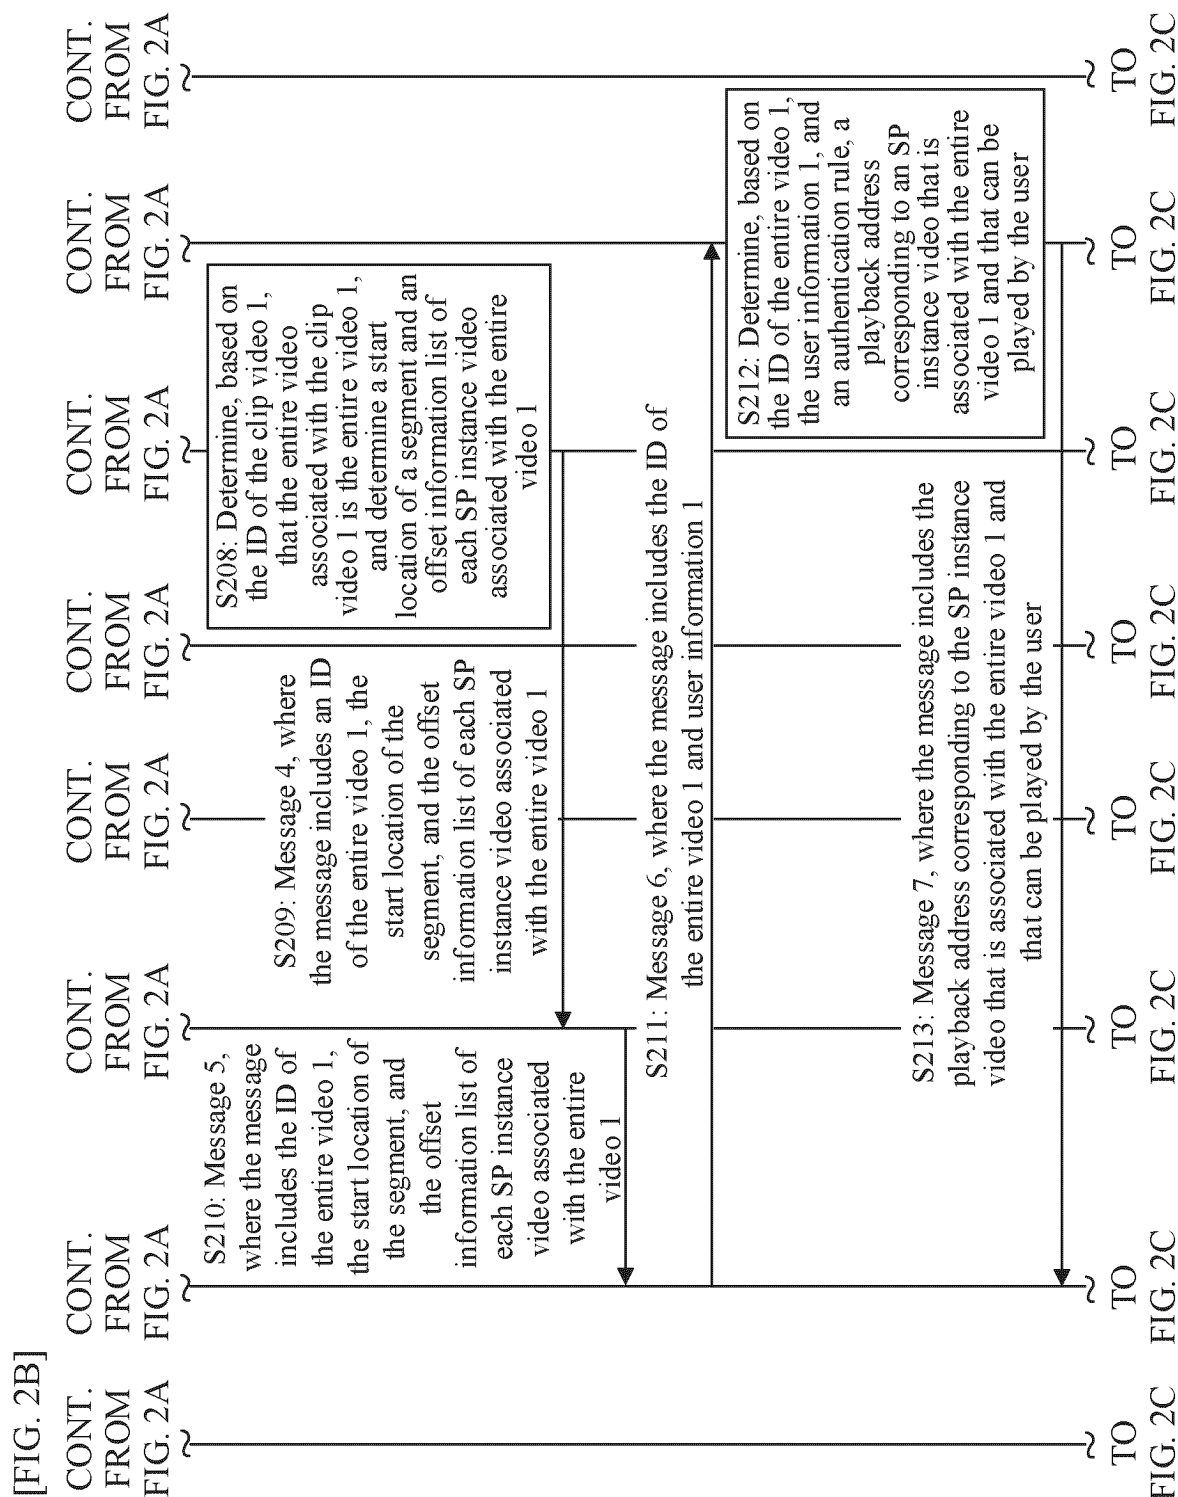 [FIG. 2B]
CONT.
FROM
FIG. 2A
CONT.
FROM
FIG. 2A
CONT.
FROM
FIG. 2A
CONT.
FROM
FIG. 2A
CONT.
FROM
FIG. 2A
CONT.
FROM
FIG. 2A
CONT.
FROM
FIG. 2A
CONT.
FROM
FIG. 2A
S208: Determine, based on
the ID of the clip video 1,
that the entire video
associated with the clip
video 1 is the entire video 1,
and determine a start
location of a segment and an
offset information list of
each SP instance video
associated with the entire
video 1
S209: Message 4, where
the message includes an ID
of the entire video 1, the
start location of the
segment, and the offset
information list of each SP
instance video associated
with the entire video 1
S210: Message 5,
where the message
includes the ID of
the entire video 1,
the start location of
the segment, and
the offset
information list of
each SP instance
video associated
with the entire
video 1
S211: Message 6, where the message includes the ID of
the entire video 1 and user information 1
S212: Determine, based on
the ID of the entire video 1,
the user information 1, and
an authentication rule, a
playback address
corresponding to an SP
instance video that is
associated with the entire
video 1 and that can be
played by the user
S213: Message 7, where the message includes the
playback address corresponding to the SP instance
video that is associated with the entire video 1 and
that can be played by the user
TO
FIG. 2C
TO
FIG. 2C
TO
FIG. 2C
TO
FIG. 2C
TO
FIG. 2C
TO
FIG. 2C
TO
FIG. 2C
TO
FIG. 2C